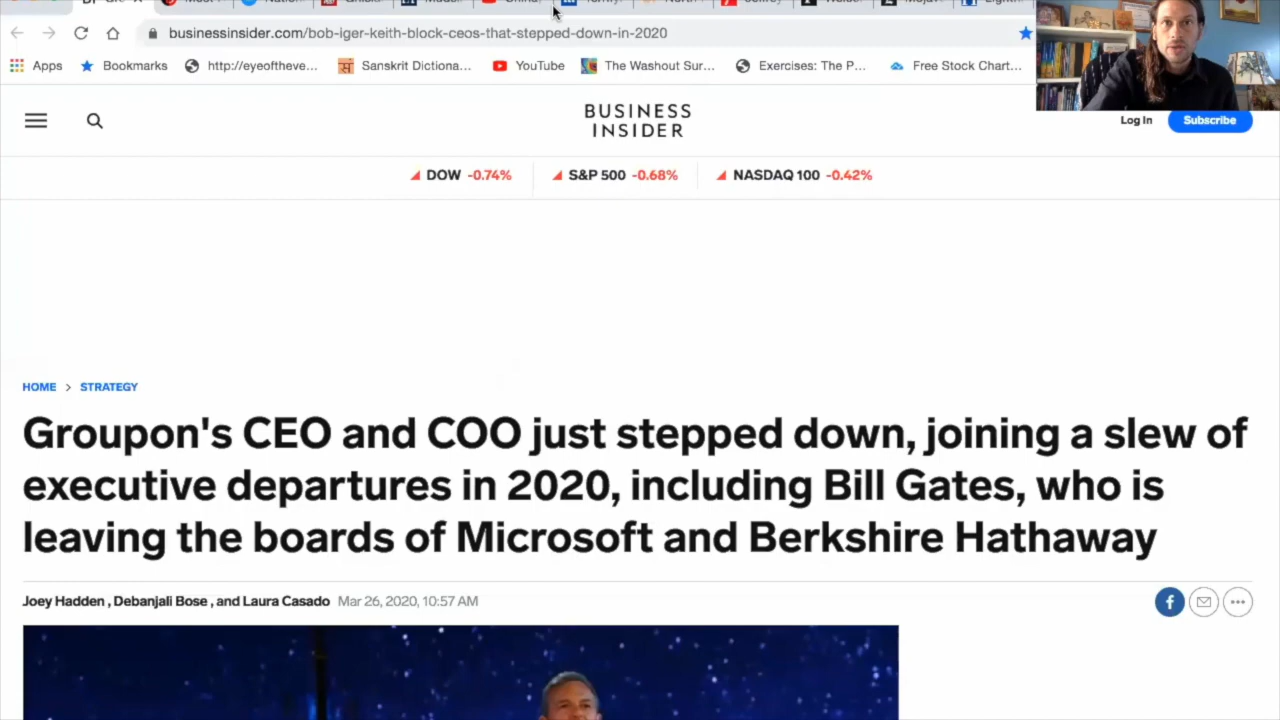 businessinsider.com/bob-iger-keith-block-ceos-that-stepped-down-in-2020
Apps Bookmarks http://eyeoftheve... Sanskrit Dictiona... YouTube The Washout Sur... Exercises: The P... Free Stock Chart...
BUSINESS
INSIDER
Log In Subscribe
DOW -0.74% S&P 500 -0.68% NASDAQ 100 -0.42%
HOME > STRATEGY
Groupon's CEO and COO just stepped down, joining a slew of
executive departures in 2020, including Bill Gates, who is
leaving the boards of Microsoft and Berkshire Hathaway
Joey Hadden , Debanjali Bose , and Laura Casado Mar 26, 2020, 10:57 AM